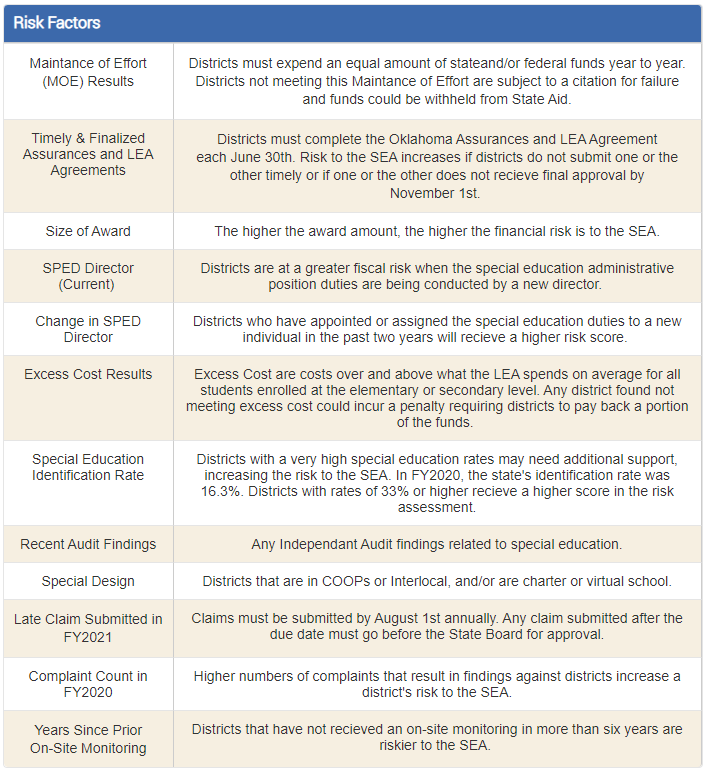 Risk Factors
Maintance of Effort
(MOE) Results
Districts must expend an equal amount of stateand/or federal funds year to year.
Districts not meeting this Maintance of Effort are subject to a citation for failure
and funds could be withheld from State Aid.
Timely & Finalized
Assurances and LEA
Agreements
Districts must complete the Oklahoma Assurances and LEA Agreement
each June 30th. Risk to the SEA increases if districts do not submit one or the
other timely or if one or the other does not recieve final approval by
November 1st.
Size of Award
The higher the award amount, the higher the financial risk is to the SEA.
SPED Director
(Current)
Districts are at a greater fiscal risk when the special education administrative
position duties are being conducted by a new director.
Change in SPED
Director
Districts who have appointed or assigned the special education duties to a new
individual in the past two years will recieve a higher risk score.
Excess Cost Results
Excess Cost are costs over and above what the LEA spends on average for all
students enrolled at the elementary or secondary level. Any district found not
meeting excess cost could incur a penalty requiring districts to pay back a portion
of the funds.
Special Education
Identification Rate
Districts with a very high special education rates may need additional support,
increasing the risk to the SEA. In FY2020, the state's identification rate was
16.3%. Districts with rates of 33% or higher recieve a higher score in the risk
assessment.
Recent Audit Findings
Any Independant Audit findings related to special education.
Special Design
Districts that are in COOPs or Interlocal, and/or are charter or virtual school.
Late Claim Submitted in
FY2021
Claims must be submitted by August 1st annually. Any claim submitted after the
due date must go before the State Board for approval.
Complaint Count in
FY2020
Higher numbers of complaints that result in findings against districts increase a
district's risk to the SEA.
Years Since Prior
On-Site Monitoring
Districts that have not recieved an on-site monitoring in more than six years are
riskier to the SEA.